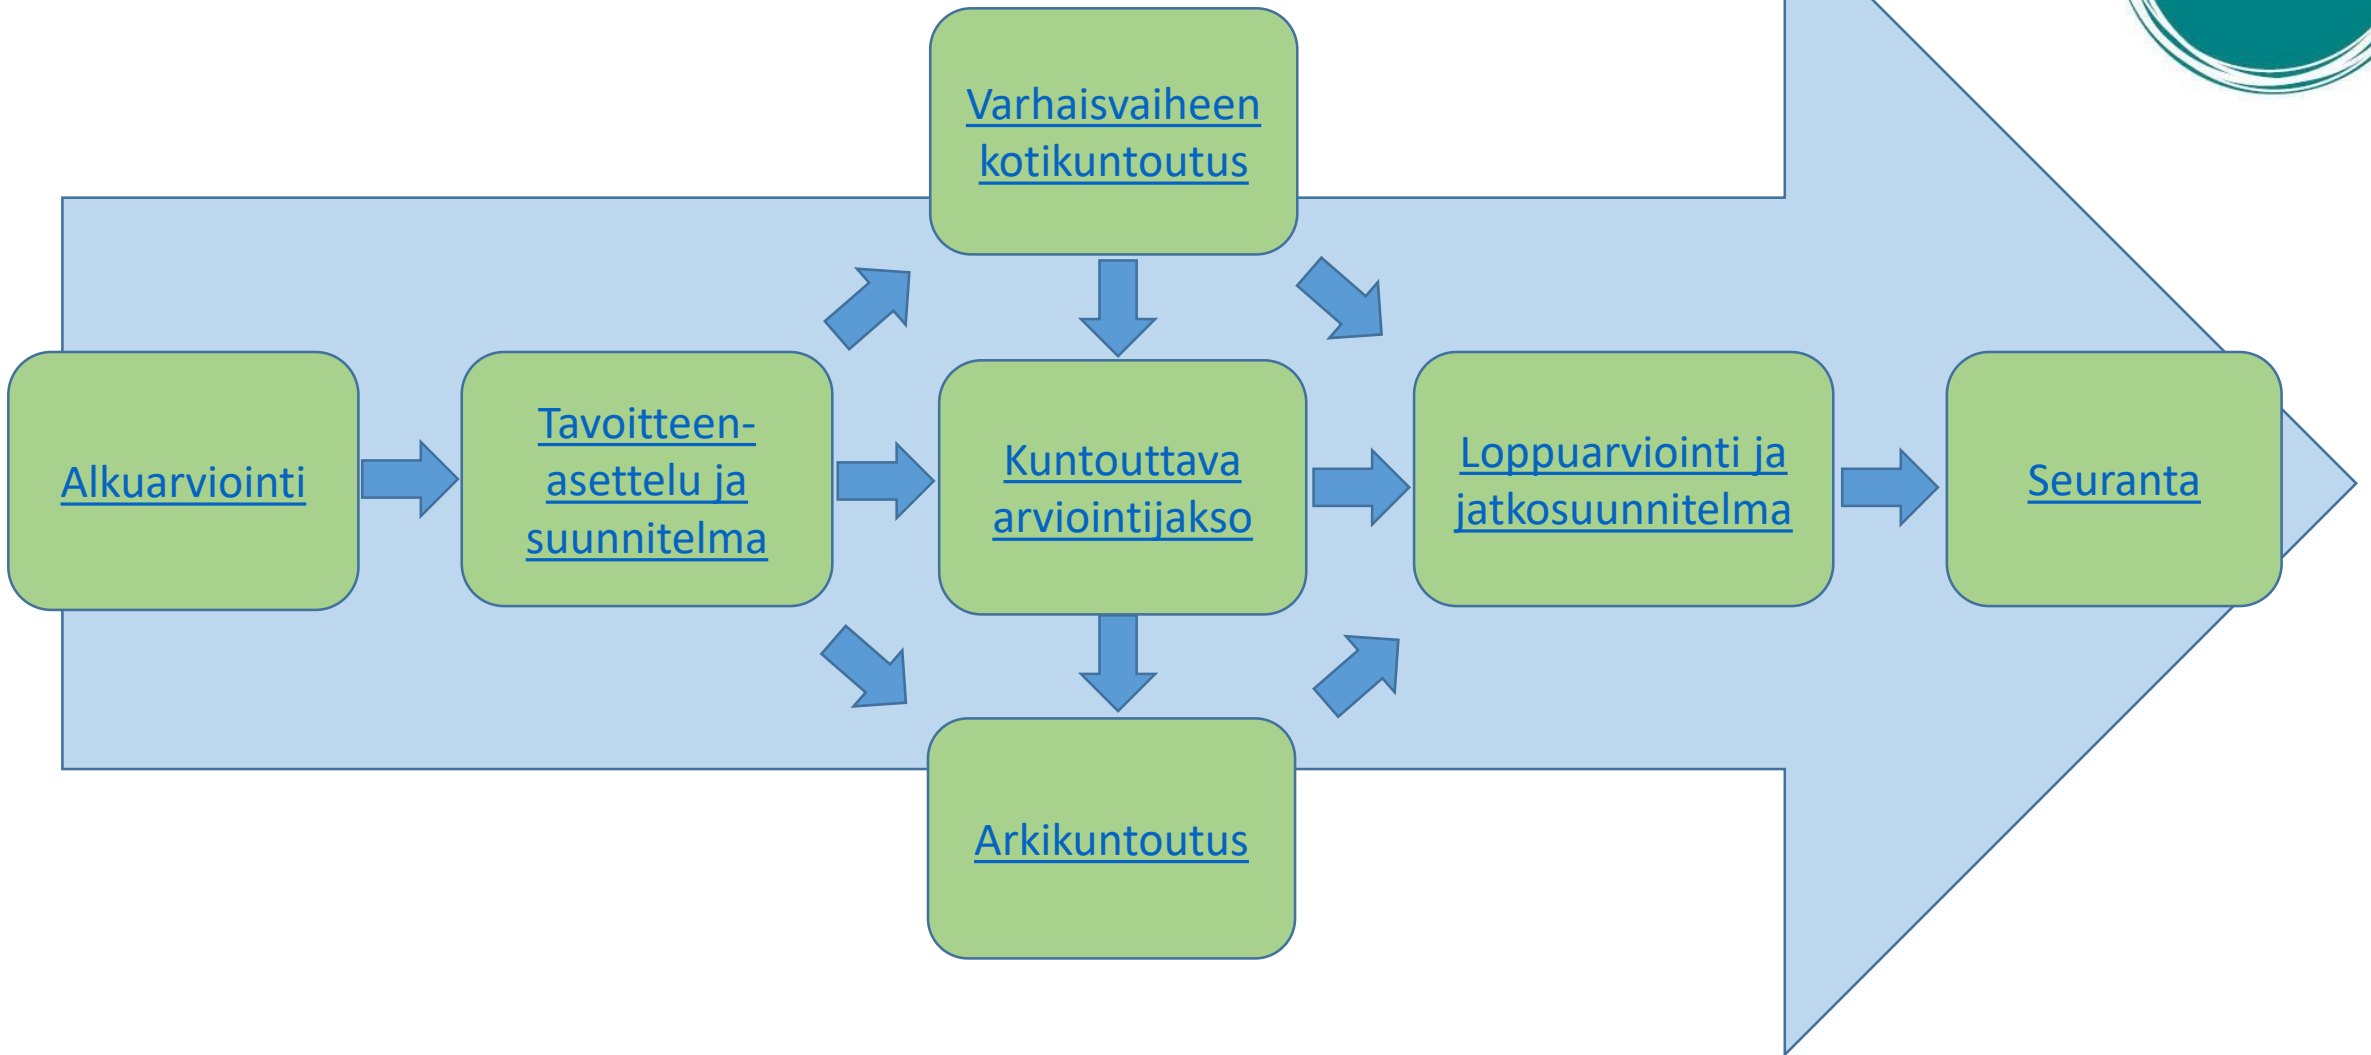 Varhaisvaiheen
kotikuntoutus
Alkuarviointi
Tavoitteen-
asettelu ja
suunnitelma
Kuntouttava
arviointijakso
Loppuarviointi ja
jatkosuunnitelma
Seuranta
Arkikuntoutus